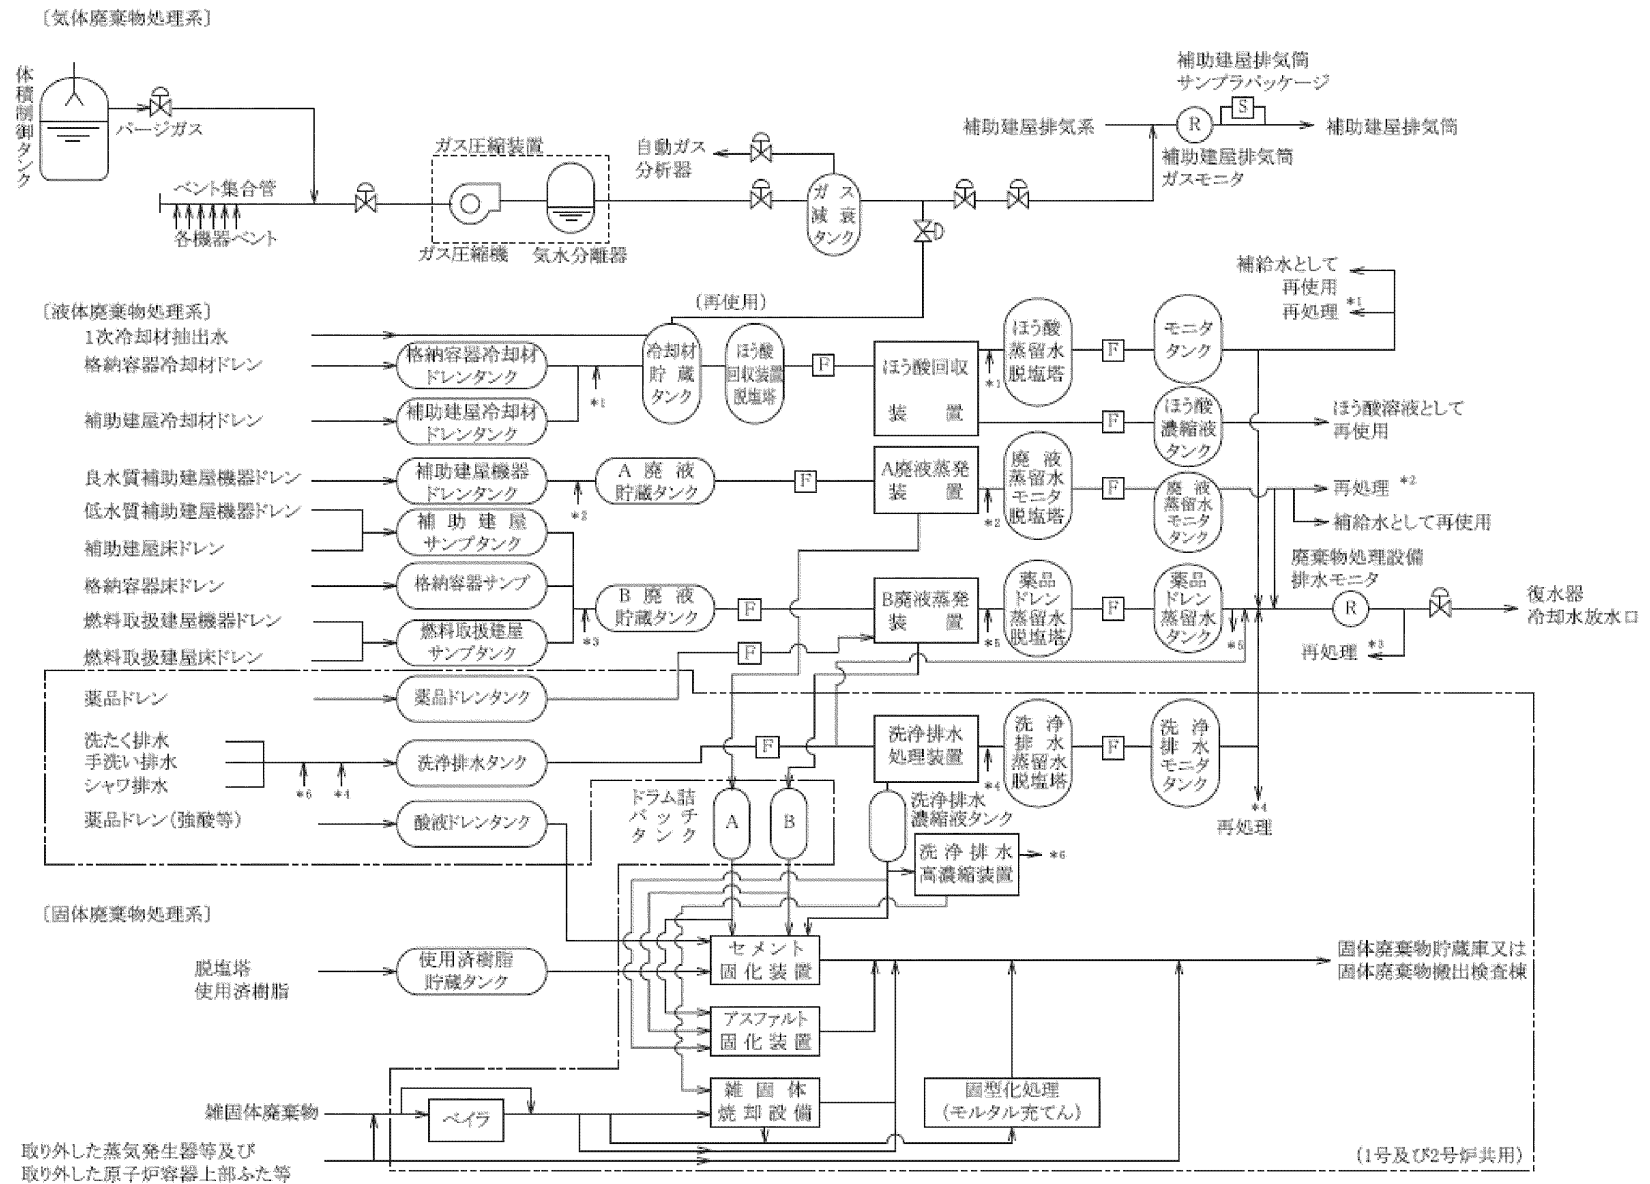 〔気体廃棄物処理系〕
体積制御タンク
パージガス
ベント集合管
各機器ベント
ガス圧縮装置
ガス圧縮機
気水分離器
自動ガス
分析器
ガス
減衰
タンク
補助建屋排気系
補助建屋排気筒
サンプラパッケージ
S
R
補助建屋排気筒
補助建屋排気筒
ガスモニタ
〔液体廃棄物処理系〕
1次冷却材抽出水
格納容器冷却材ドレン
補助建屋冷却材ドレン
良水質補助建屋機器ドレン
低水質補助建屋機器ドレン
補助建屋床ドレン
格納容器床ドレン
燃料取扱建屋機器ドレン
燃料取扱建屋床ドレン
薬品ドレン
洗たく排水
手洗い排水
シャワ排水
薬品ドレン(強酸等)
格納容器冷却材
ドレンタンク
補助建屋冷却材
ドレンタンク
補助建屋機器
ドレンタンク
補助建屋
サンプタンク
格納容器サンプ
燃料取扱建屋
サンプタンク
薬品ドレンタンク
洗浄排水タンク
酸液ドレンタンク
*1
*2
*3
*6
*4
(再使用)
冷却材
貯蔵
タンク
ほう酸
回収装置
脱塩塔
F
A廃液
貯蔵タンク
F
B廃液
貯蔵タンク
F
F
F
ほう酸回収
装置
A廃液蒸発
装置
B廃液蒸発
装置
洗浄排水
処理装置
*1
*2
*5
*4
ほう酸
蒸留水
脱塩塔
廃液
蒸留水
モニタ
脱塩塔
薬品
ドレン
蒸留水
脱塩塔
洗浄
排水
蒸留水
脱塩塔
F
F
F
F
F
モニタ
タンク
ほう酸
濃縮液
タンク
廃液
蒸留水
モニタ
タンク
薬品
ドレン
蒸留水
タンク
洗浄
排水
モニタ
タンク
補給水として
再使用
再処理 *1
ほう酸溶液として
再使用
再処理 *2
補給水として再使用
廃棄物処理設備
排水モニタ
R
*5
再処理 *3
復水器
冷却水放水口
*4
再処理
ドラム詰
バッチ
タンク
A
B
洗浄排水
濃縮液タンク
洗浄排水
高濃縮装置
*6
〔固体廃棄物処理系〕
脱塩塔
使用済樹脂
使用済樹脂
貯蔵タンク
セメント
固化装置
アスファルト
固化装置
雑固体
焼却設備
固型化処理
(モルタル充てん)
固体廃棄物貯蔵庫又は
固体廃棄物搬出検査棟
雑固体廃棄物
ベイラ
取り外した蒸気発生器等及び
取り外した原子炉容器上部ふた等
(1号及び2号炉共用)